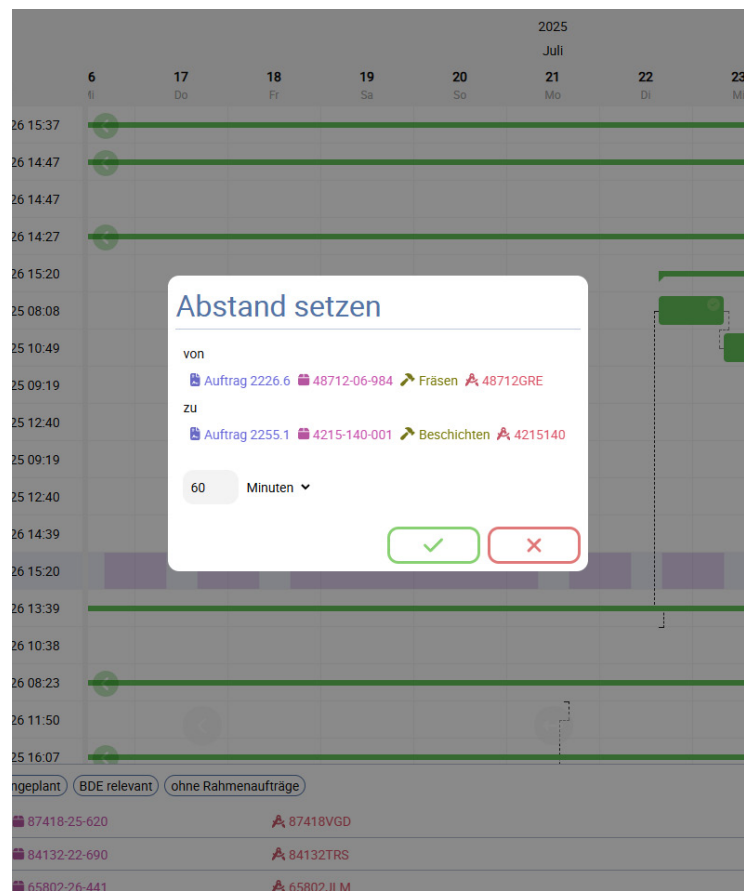 2025
Juli
6 17 18 19 20 21 22 23
Do Fr Sa So Mo Di Mi
26 15:37
26 14:47
26 14:47
26 14:27
26 15:20
25 08:08
25 10:49
25 09:19
25 12:40
25 09:19
25 12:40
26 14:39
26 15:20
26 13:39
26 10:38
26 08:23
26 11:50
25 16:07
Abstand setzen
von
Auftrag 2226.6 48712-06-984 Fräsen 48712GRE
zu
Auftrag 2255.1 4215-140-001 Beschichten 4215140
60 Minuten
ngeplant BDE relevant ohne Rahmenaufträge
87418-25-620 87418VGD
84132-22-690 84132TRS
65802-26-441 65802JLM